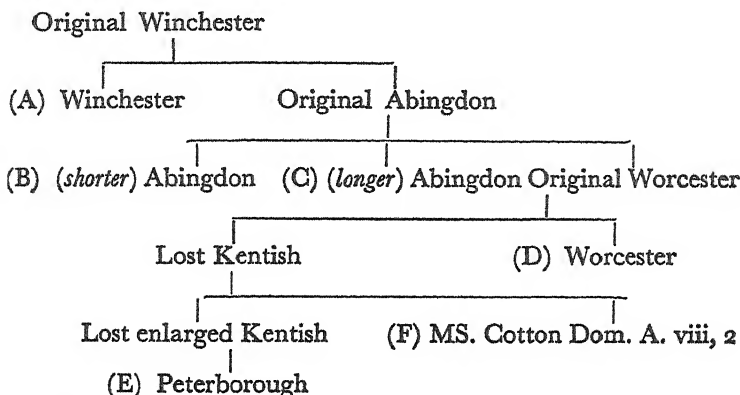 Original Winchester
(A) Winchester Original Abingdon
(B) (shorter) Abingdon (C) (longer) Abingdon Original Worcester
Lost Kentish (D) Worcester
Lost enlarged Kentish (F) MS. Cotton Dom. A. viii, 2
(E) Peterborough